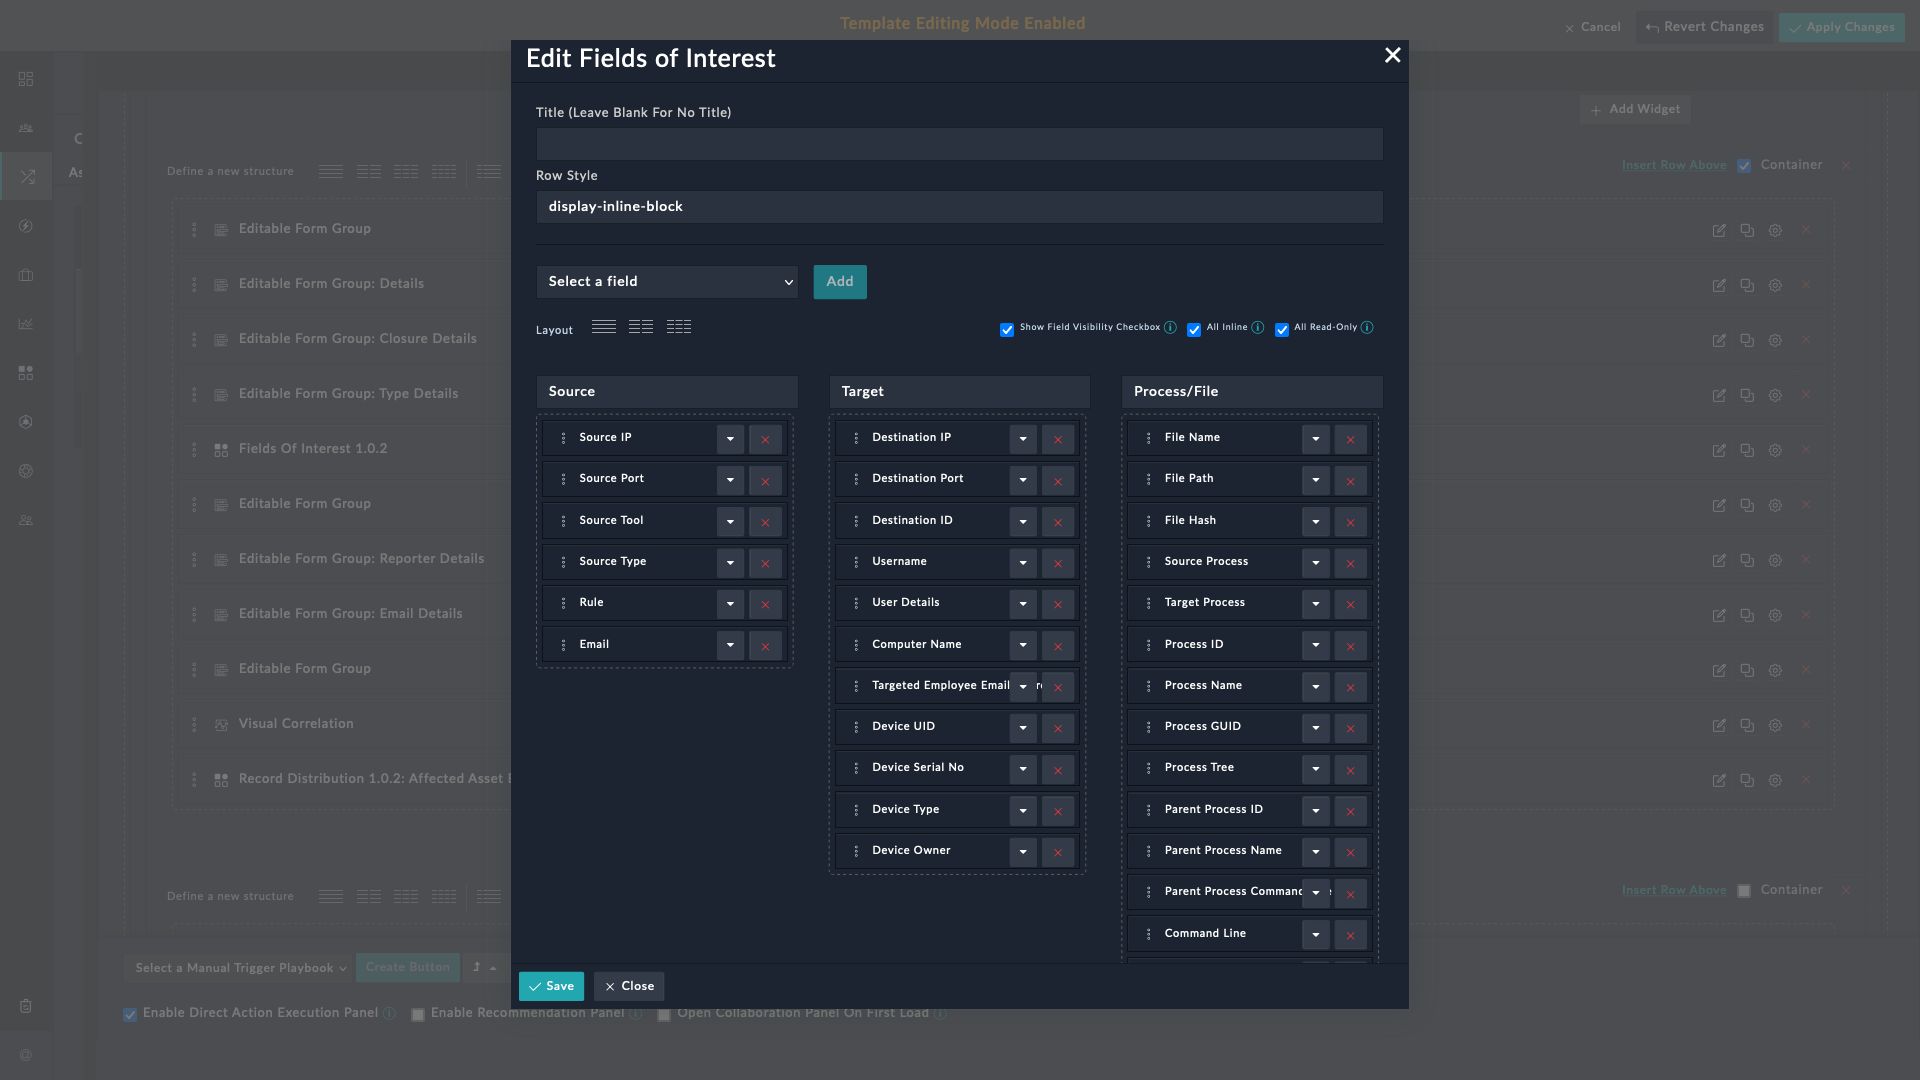 Template Editing Mode Enabled
Cancel
Revert Changes
Apply Changes
Edit Fields of Interest
Title (Leave Blank For No Title)
Row Style
display-inline-block
Select a field
Add
Layout
Show Field Visibility Checkbox
All Inline
All Read-Only
Source
Source IP
Source Port
Source Tool
Source Type
Rule
Email
Target
Destination IP
Destination Port
Destination ID
Username
User Details
Computer Name
Targeted Employee Email
Device UID
Device Serial No
Device Type
Device Owner
Process/File
File Name
File Path
File Hash
Source Process
Target Process
Process ID
Process Name
Process GUID
Process Tree
Parent Process ID
Parent Process Name
Parent Process Command
Command Line
Save
Close
Add Widget
Define a new structure
Insert Row Above
Container
Editable Form Group
Editable Form Group: Details
Editable Form Group: Closure Details
Editable Form Group: Type Details
Fields Of Interest 1.0.2
Editable Form Group
Editable Form Group: Reporter Details
Editable Form Group: Email Details
Editable Form Group
Visual Correlation
Record Distribution 1.0.2: Affected Asset
Define a new structure
Insert Row Above
Container
Select a Manual Trigger Playbook
Create Button
Enable Direct Action Execution Panel
Enable Recommendation Panel
Open Collaboration Panel On First Load